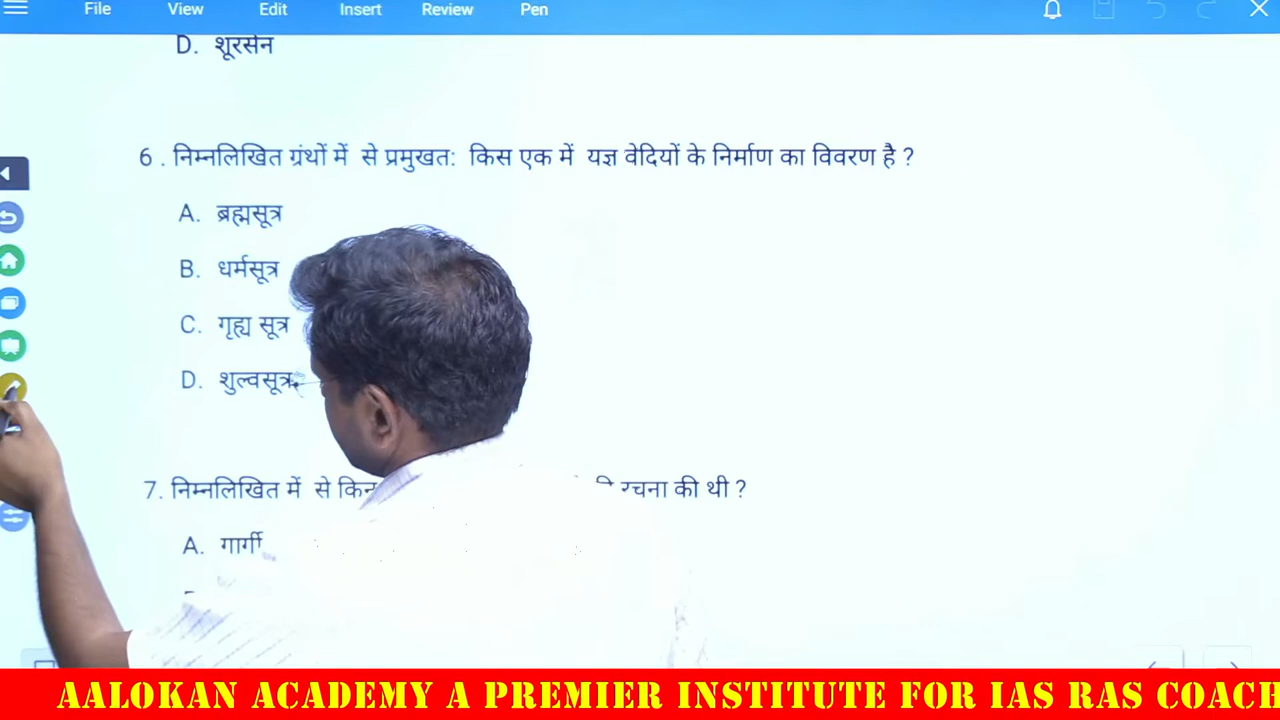 File View Edit Insert Review Pen
D. शूरसेन
6 . निम्नलिखित ग्रंथों में से प्रमुखत: किस एक में यज्ञ वेदियों के निर्माण का विवरण है ?
A. ब्रह्मसूत्र
B. धर्मसूत्र
C. गृह्य सूत्र
D. शुल्वसूत्र
7. निम्नलिखित में से रचना की थी ?
A. गार्गी
AALOKAN ACADEMY A PREMIER INSTITUTE FOR IAS RAS COACH